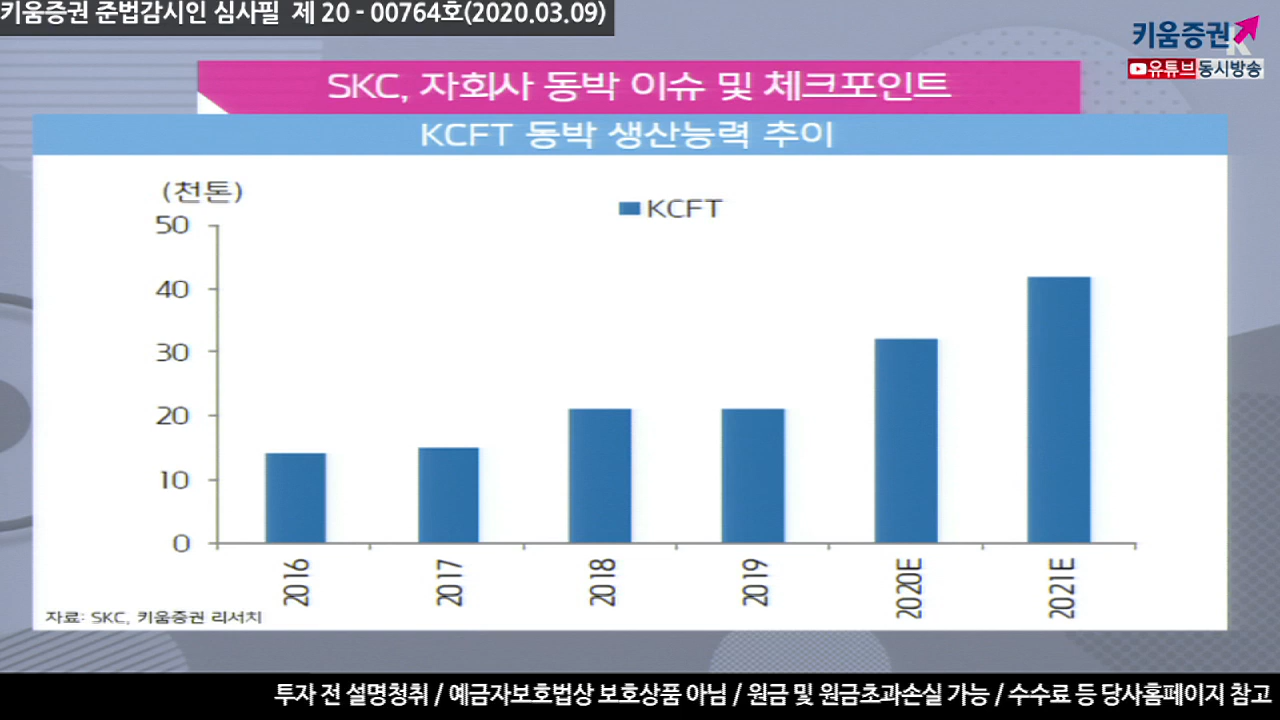 키움증권 준법감시인 심사필 제 20 - 00764호(2020.03.09)
키움증권
유튜브동시방송
SKC, 자회사 동박 이슈 및 체크포인트
KCFT 동박 생산능력 추이
(천톤)
KCFT
50
40
30
20
10
0
2016
2017
2018
2019
2020E
2021E
자료: SKC, 키움증권 리서치
투자 전 설명청취 / 예금자보호법상 보호상품 아님 / 원금 및 원금초과손실 가능 / 수수료 등 당사홈페이지 참고